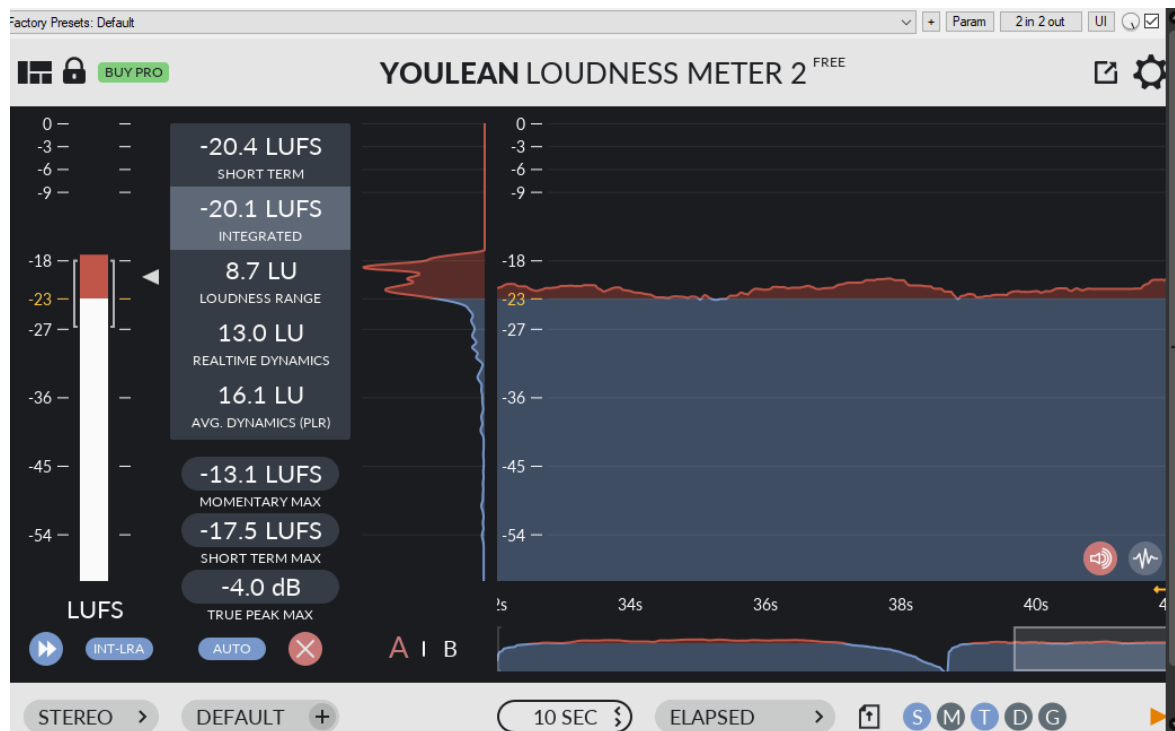 Factory Presets: Default + Param 2 in 2 out UI
BUY PRO
YOULEAN LOUDNESS METER 2 FREE
0
-3
-6
-9
-18
-23
-27
-36
-45
-54
LUFS
INT-LRA
-20.4 LUFS
SHORT TERM
-20.1 LUFS
INTEGRATED
8.7 LU
LOUDNESS RANGE
13.0 LU
REALTIME DYNAMICS
16.1 LU
AVG. DYNAMICS (PLR)
-13.1 LUFS
MOMENTARY MAX
-17.5 LUFS
SHORT TERM MAX
-4.0 dB
TRUE PEAK MAX
AUTO
A I B
0
-3
-6
-9
-18
-23
-27
-36
-45
-54
2s 34s 36s 38s 40s 4
STEREO > DEFAULT + 10 SEC ELAPSED > S M T D G